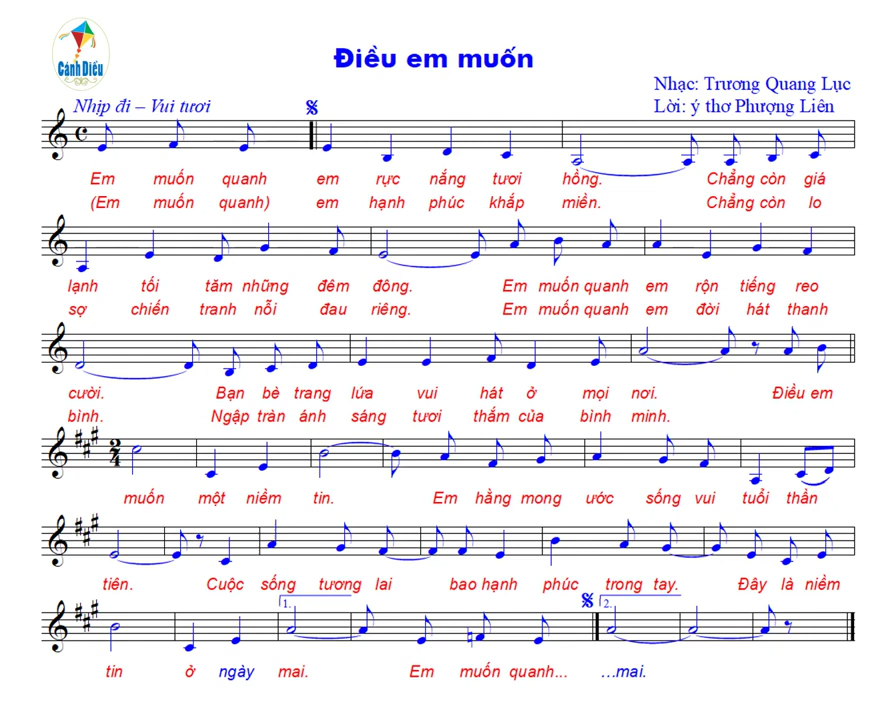 Cánh Diều
Điều em muốn
Nhạc: Trương Quang Lục
Nhịp đi – Vui tươi
Lời: ý thơ Phượng Liên
Em muốn quanh em rực nắng tươi hồng. Chẳng còn giá
(Em muốn quanh) em hạnh phúc khắp miền. Chẳng còn lo
lạnh tối tăm những đêm đông. Em muốn quanh em rộn tiếng reo
sợ chiến tranh nỗi đau riêng. Em muốn quanh em đời hát thanh
cười. Bạn bè trang lứa vui hát ở mọi nơi. Điều em
bình. Ngập tràn ánh sáng tươi thắm của bình minh.
2
4
muốn một niềm tin. Em hằng mong ước sống vui tuổi thần
tiên. Cuộc sống tương lai bao hạnh phúc trong tay. Đây là niềm
1. 2.
tin ở ngày mai. Em muốn quanh... ...mai.